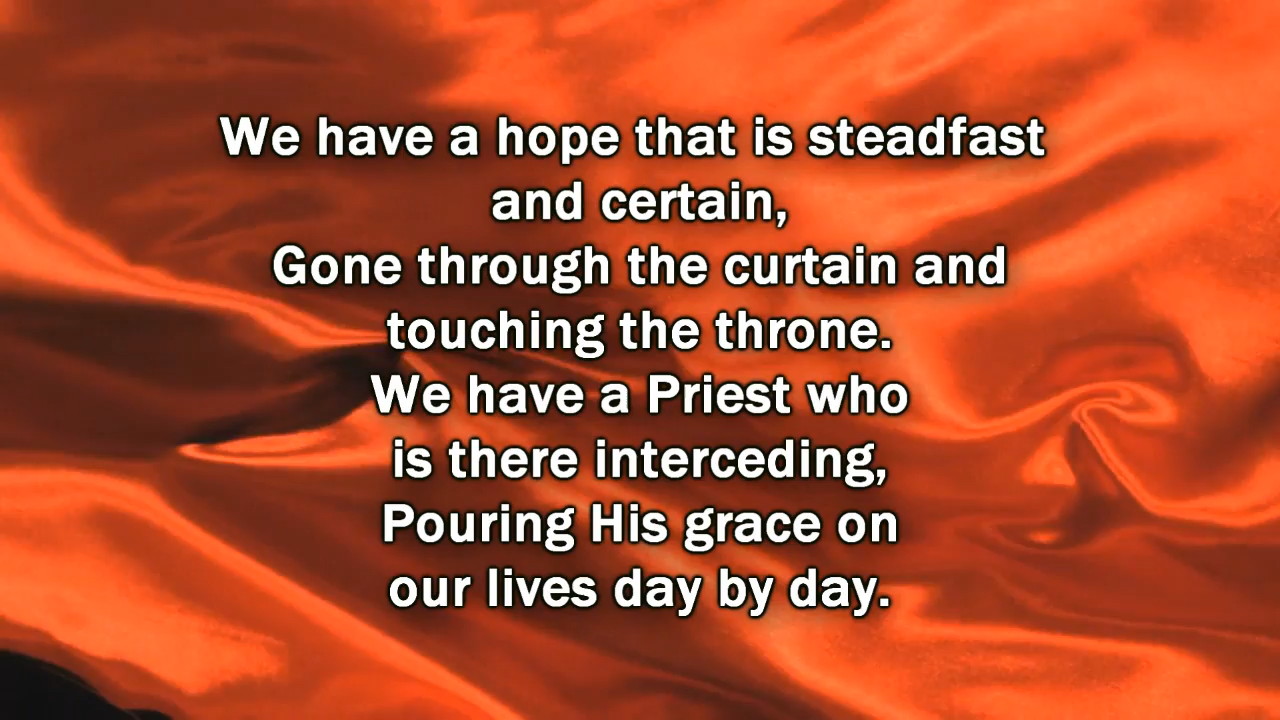 We have a hope that is steadfast
and certain,
Gone through the curtain and
touching the throne.
We have a Priest who
is there interceding,
Pouring His grace on
our lives day by day.